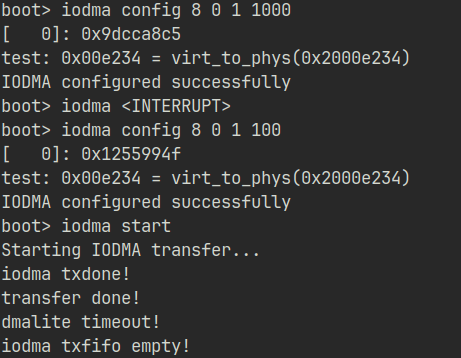 boot> iodma config 8 0 1 1000
[   0]: 0x9dcca8c5
test: 0x00e234 = virt_to_phys(0x2000e234)
IODMA configured successfully
boot> iodma <INTERRUPT>
boot> iodma config 8 0 1 100
[   0]: 0x1255994f
test: 0x00e234 = virt_to_phys(0x2000e234)
IODMA configured successfully
boot> iodma start
Starting IODMA transfer...
iodma txdone!
transfer done!
dmalite timeout!
iodma txfifo empty!